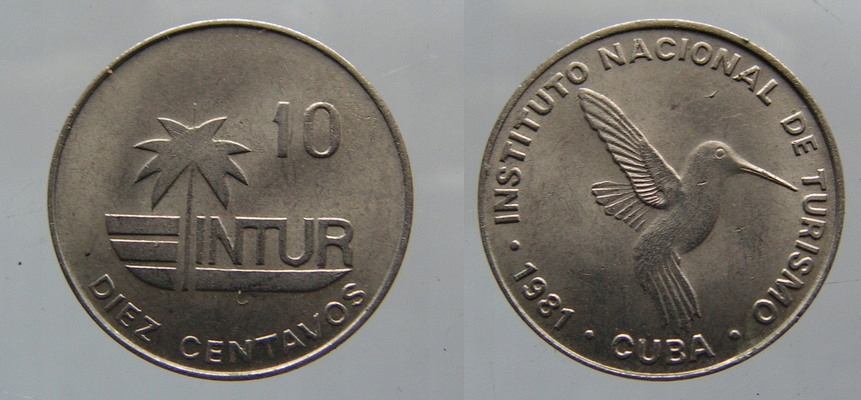 10
INTUR
DIEZ CENTAVOS
INSTITUTO NACIONAL DE TURISMO
• 1981 • CUBA •